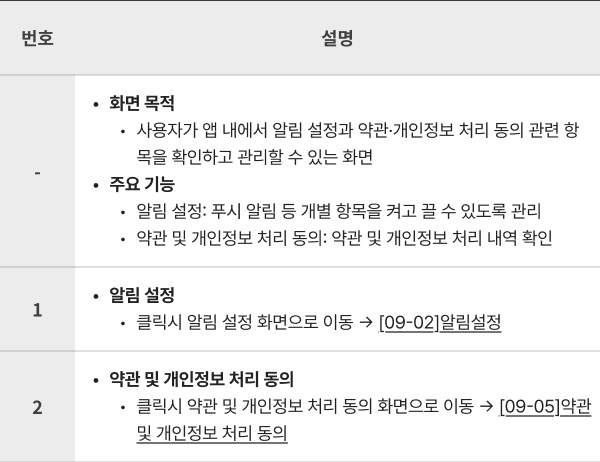 번호 설명
-
• 화면 목적
• 사용자가 앱 내에서 알림 설정과 약관·개인정보 처리 동의 관련 항
목을 확인하고 관리할 수 있는 화면
• 주요 기능
• 알림 설정: 푸시 알림 등 개별 항목을 켜고 끌 수 있도록 관리
• 약관 및 개인정보 처리 동의: 약관 및 개인정보 처리 내역 확인
1
• 알림 설정
• 클릭시 알림 설정 화면으로 이동 → [09-02]알림설정
2
• 약관 및 개인정보 처리 동의
• 클릭시 약관 및 개인정보 처리 동의 화면으로 이동 → [09-05]약관
및 개인정보 처리 동의